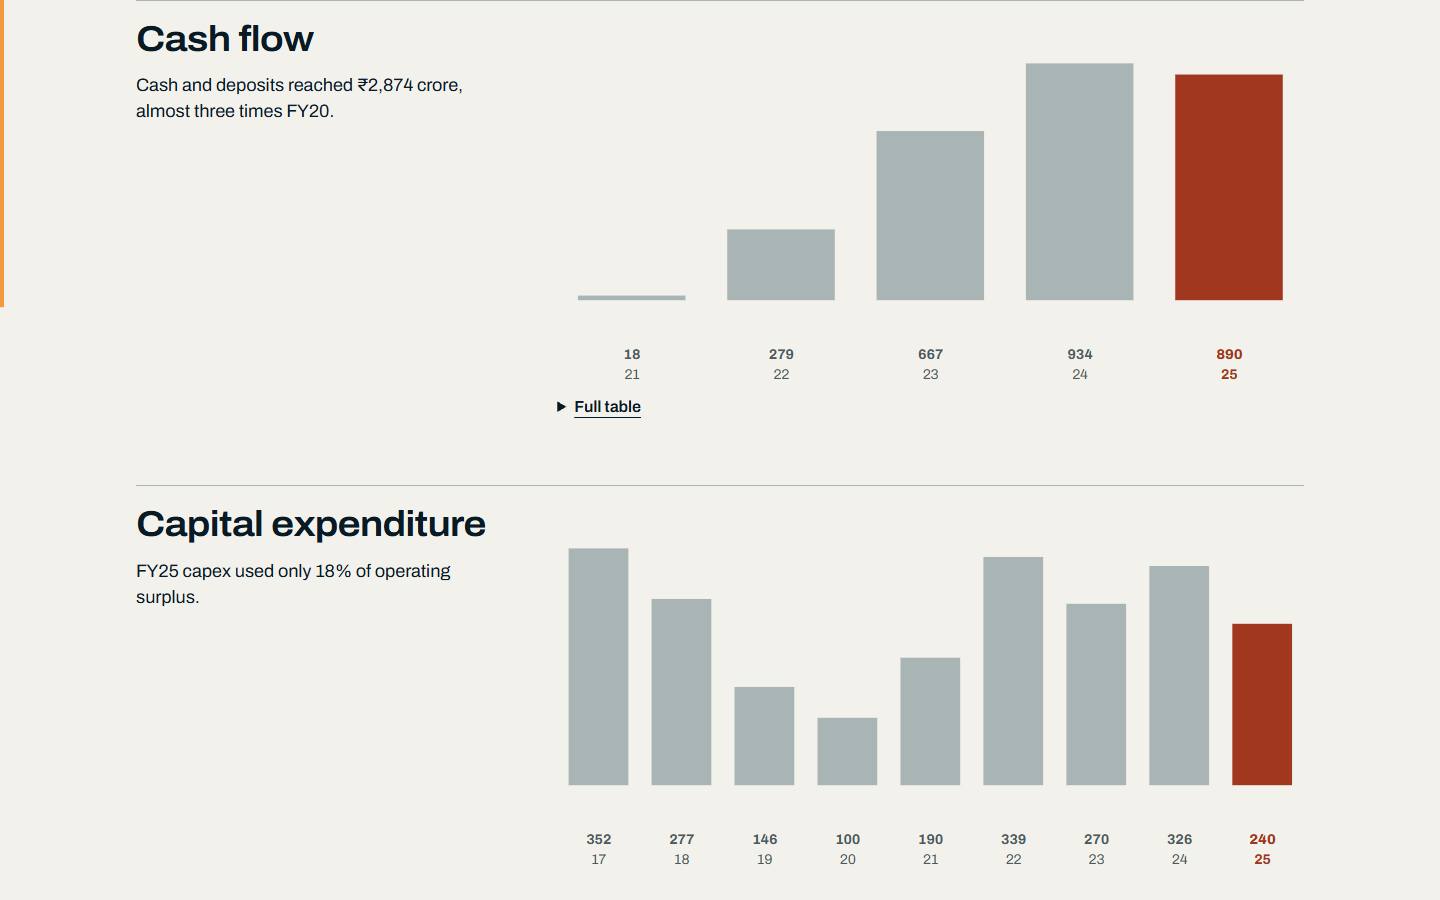 Cash flow
Cash and deposits reached ₹2,874 crore,
almost three times FY20.
18 279 667 934 890
21 22 23 24 25
Full table
Capital expenditure
FY25 capex used only 18% of operating
surplus.
352 277 146 100 190 339 270 326 240
17 18 19 20 21 22 23 24 25